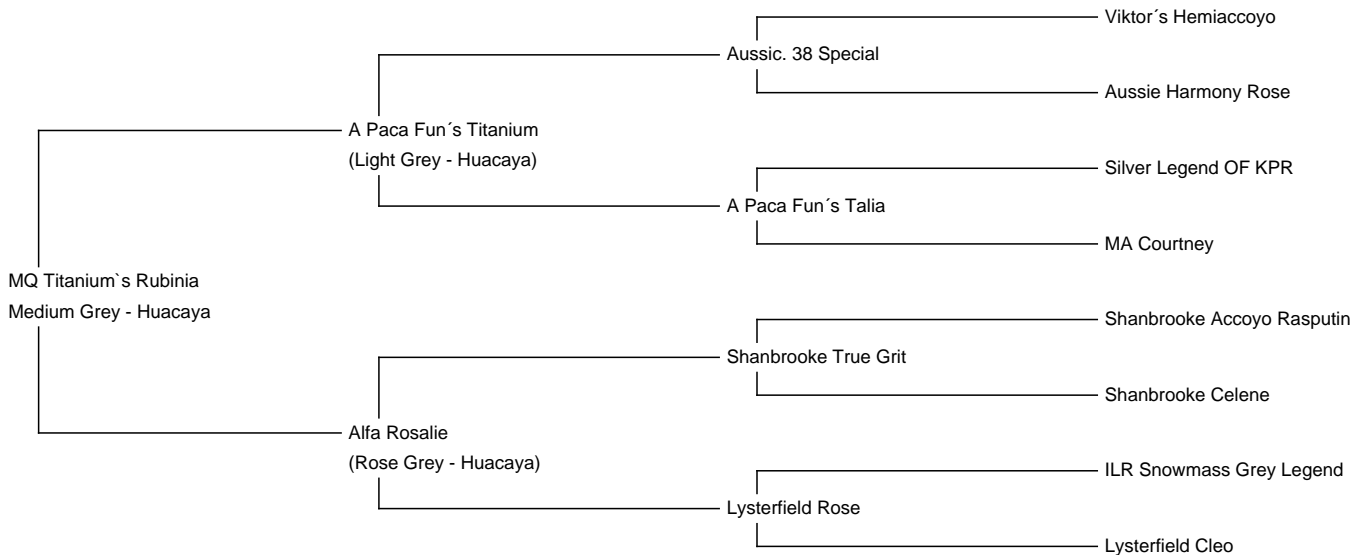 Viktor´s Hemiaccoyo
Aussic. 38 Special
Aussie Harmony Rose
A Paca Fun´s Titanium
(Light Grey - Huacaya)
Silver Legend OF KPR
A Paca Fun´s Talia
MA Courtney
MQ Titanium`s Rubinia
Medium Grey - Huacaya
Shanbrooke Accoyo Rasputin
Shanbrooke True Grit
Shanbrooke Celene
Alfa Rosalie
(Rose Grey - Huacaya)
ILR Snowmass Grey Legend
Lysterfield Rose
Lysterfield Cleo